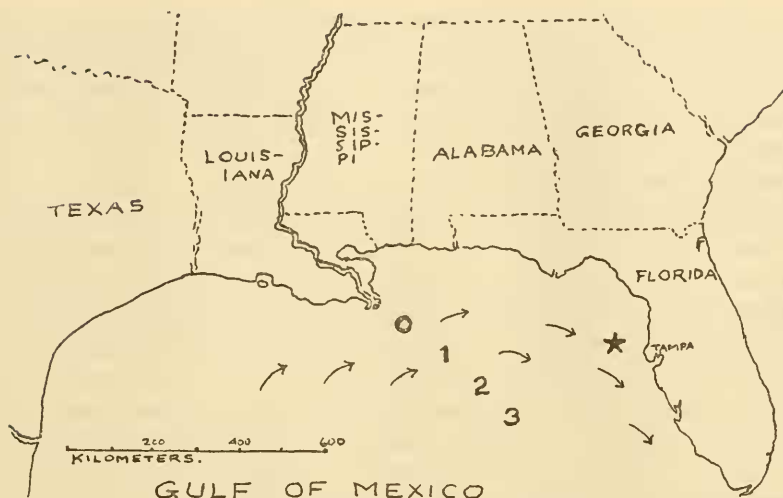 MIS-
SIS-
SIP-
PI
GEORGIA
LOUIS-
IANA
ALABAMA
TEXAS
FLORIDA
TAMPA
1
2
3
200 400 600
KILOMETERS.
GULF OF MEXICO